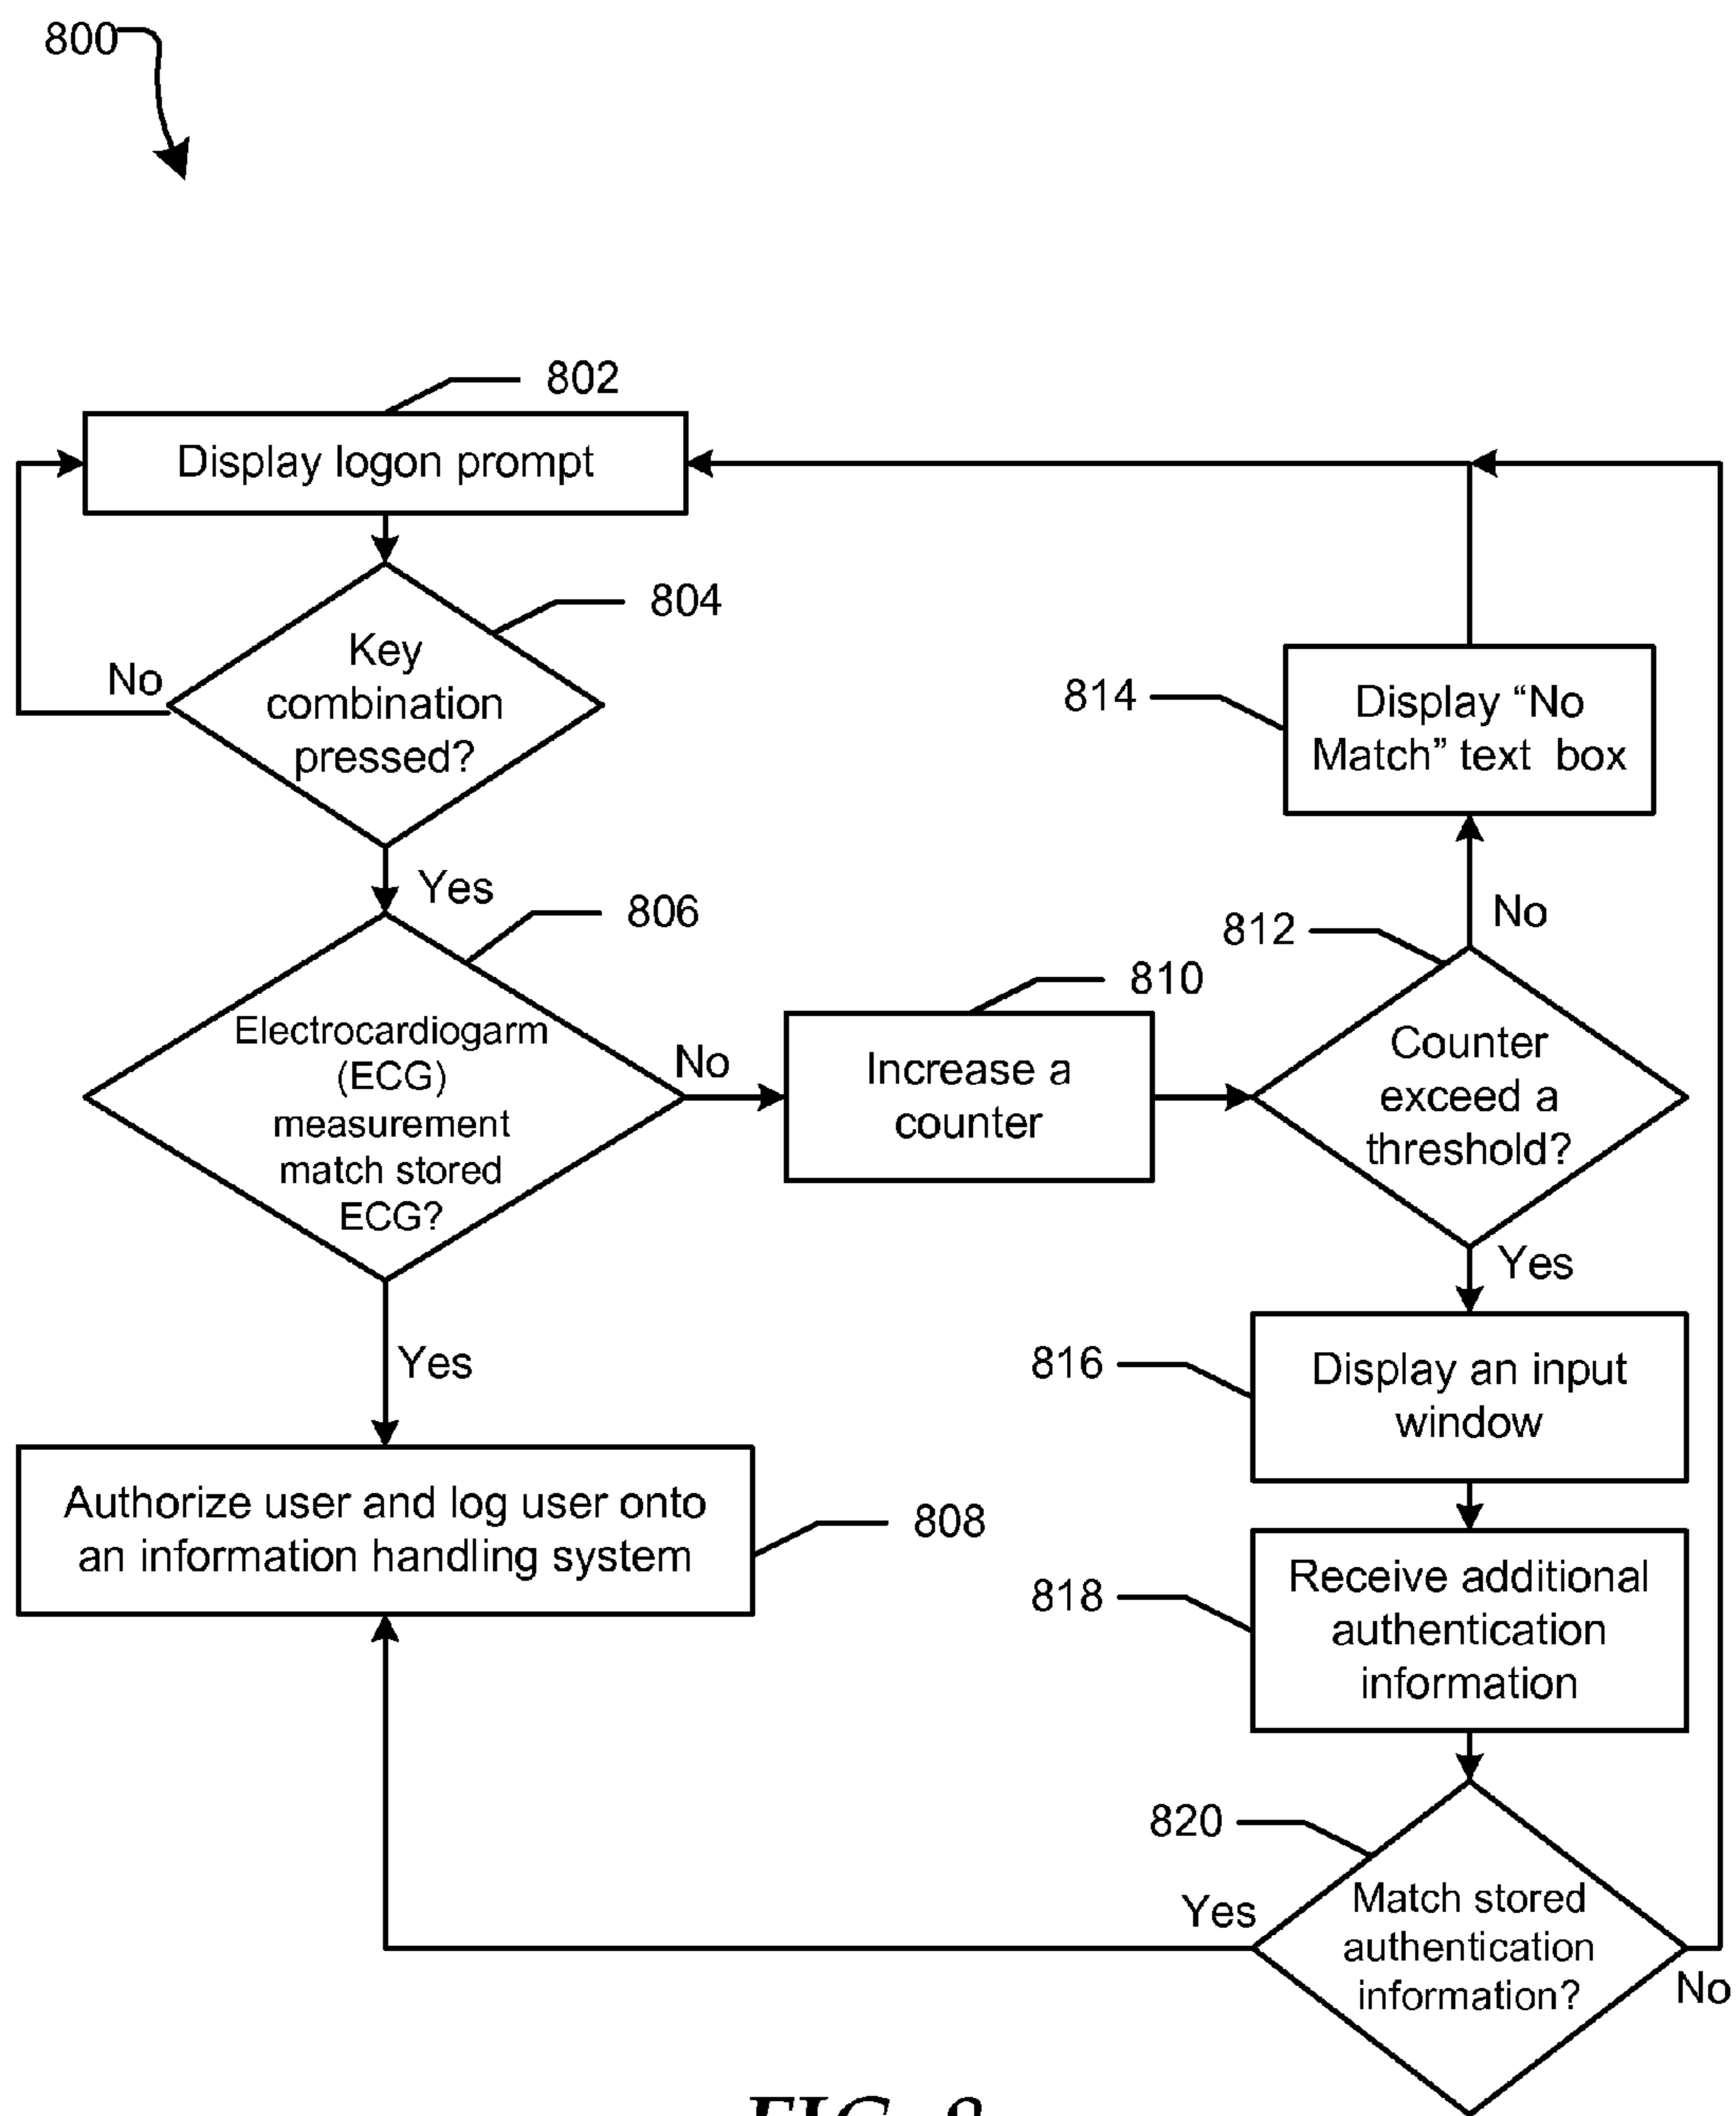 800
802
Display logon prompt
804
Key
combination
pressed?
No
Yes
806
Electrocardiogarm
(ECG)
measurement
match stored
ECG?
No
Yes
810
Increase a
counter
812
Counter
exceed a
threshold?
No
Yes
814
Display “No
Match” text box
816
Display an input
window
808
Authorize user and log user onto
an information handling system
818
Receive additional
authentication
information
820
Match stored
authentication
information?
Yes
No
FIG. 8